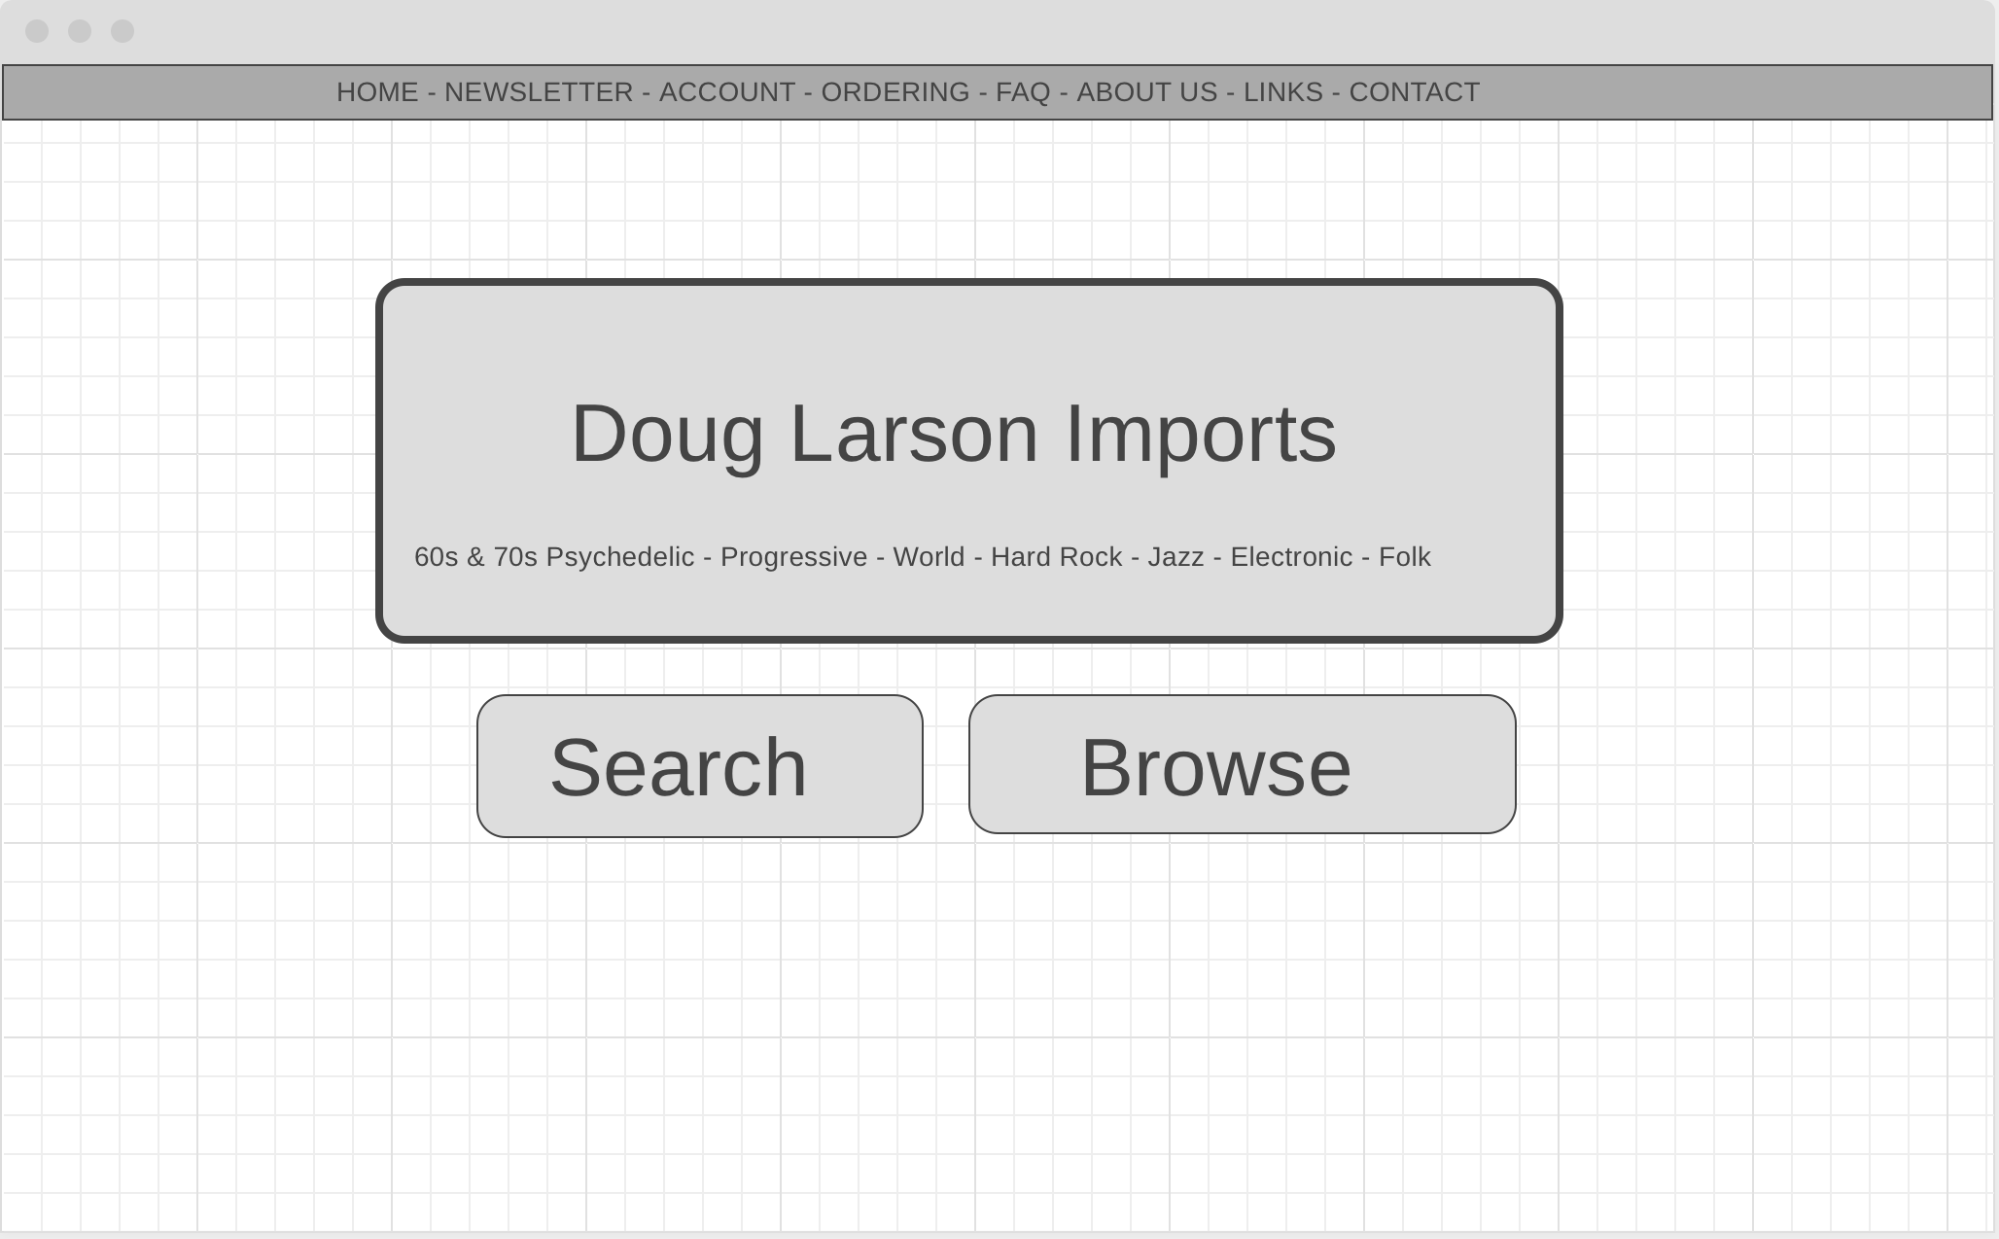 HOME - NEWSLETTER - ACCOUNT - ORDERING - FAQ - ABOUT US - LINKS - CONTACT
Doug Larson Imports
60s & 70s Psychedelic - Progressive - World - Hard Rock - Jazz - Electronic - Folk
Search
Browse